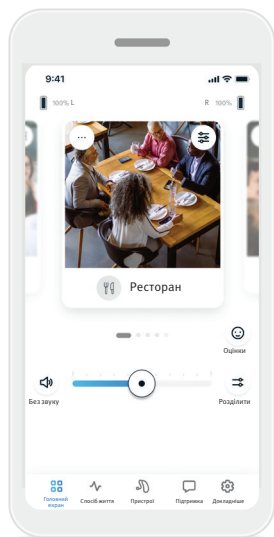 9:41
100% L
R 100%
Ресторан
Оцінки
Без звуку
Розділити
Головний
екран
Спосіб життя
Пристрої
Підтримка
Докладніше